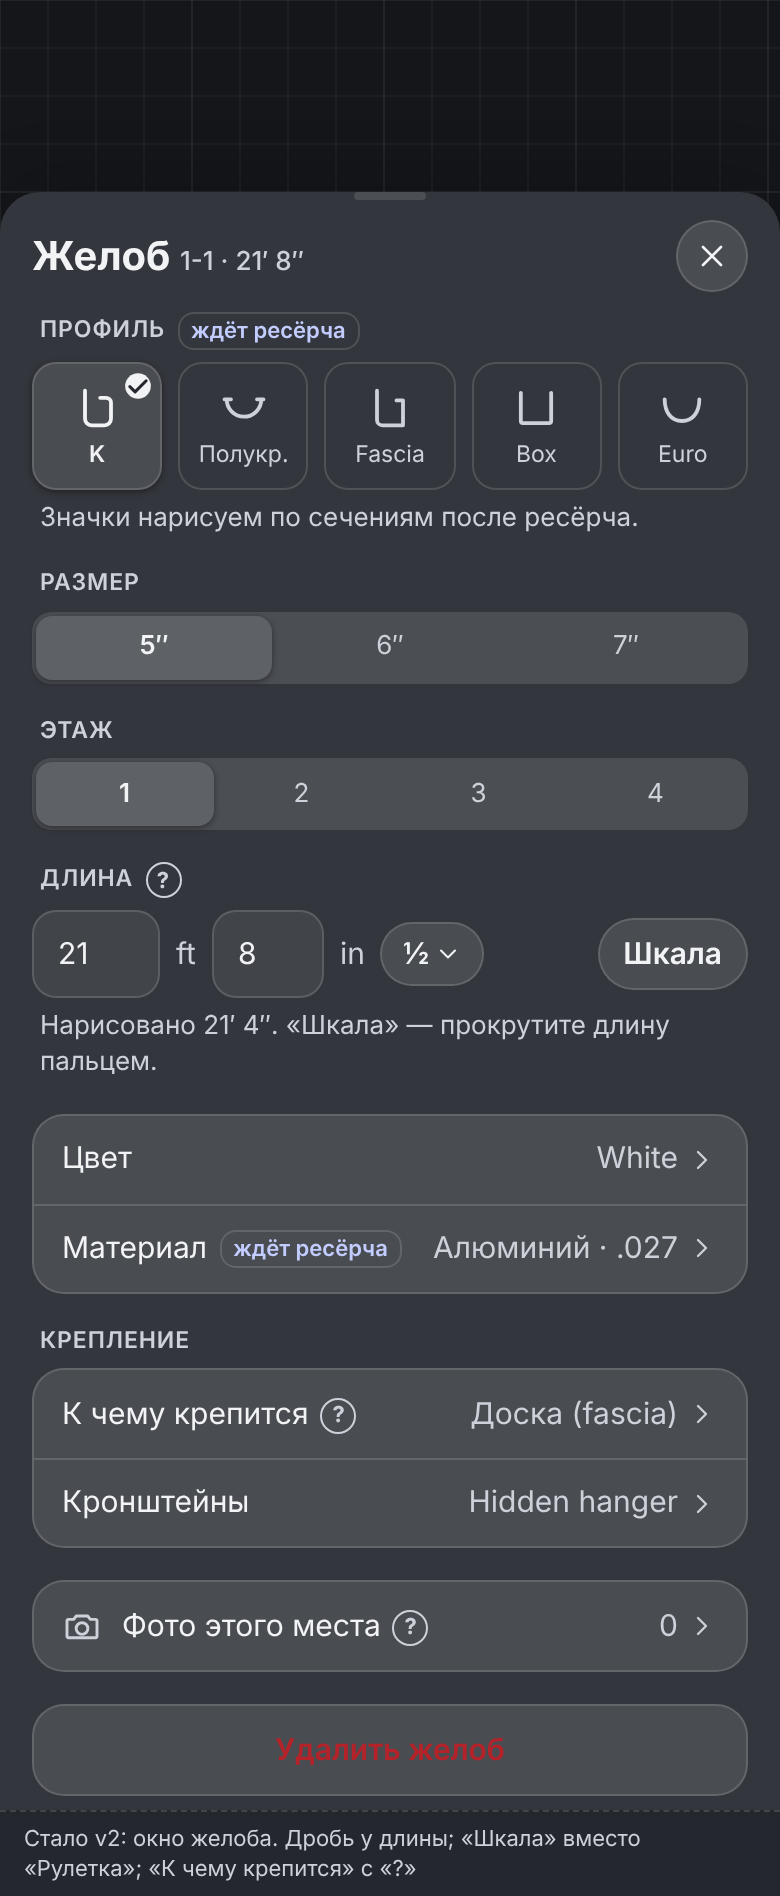 Желоб 1-1 · 21′ 8″
ПРОФИЛЬ ждёт ресёрча
K Полукр. Fascia Box Euro
Значки нарисуем по сечениям после ресёрча.
РАЗМЕР
5″ 6″ 7″
ЭТАЖ
1 2 3 4
ДЛИНА ?
21 ft 8 in ½ Шкала
Нарисовано 21′ 4″. «Шкала» — прокрутите длину
пальцем.
Цвет White
Материал ждёт ресёрча Алюминий · .027
КРЕПЛЕНИЕ
К чему крепится ? Доска (fascia)
Кронштейны Hidden hanger
Фото этого места ? 0
Удалить желоб
Стало v2: окно желоба. Дробь у длины; «Шкала» вместо
«Рулетка»; «К чему крепится» с «?»